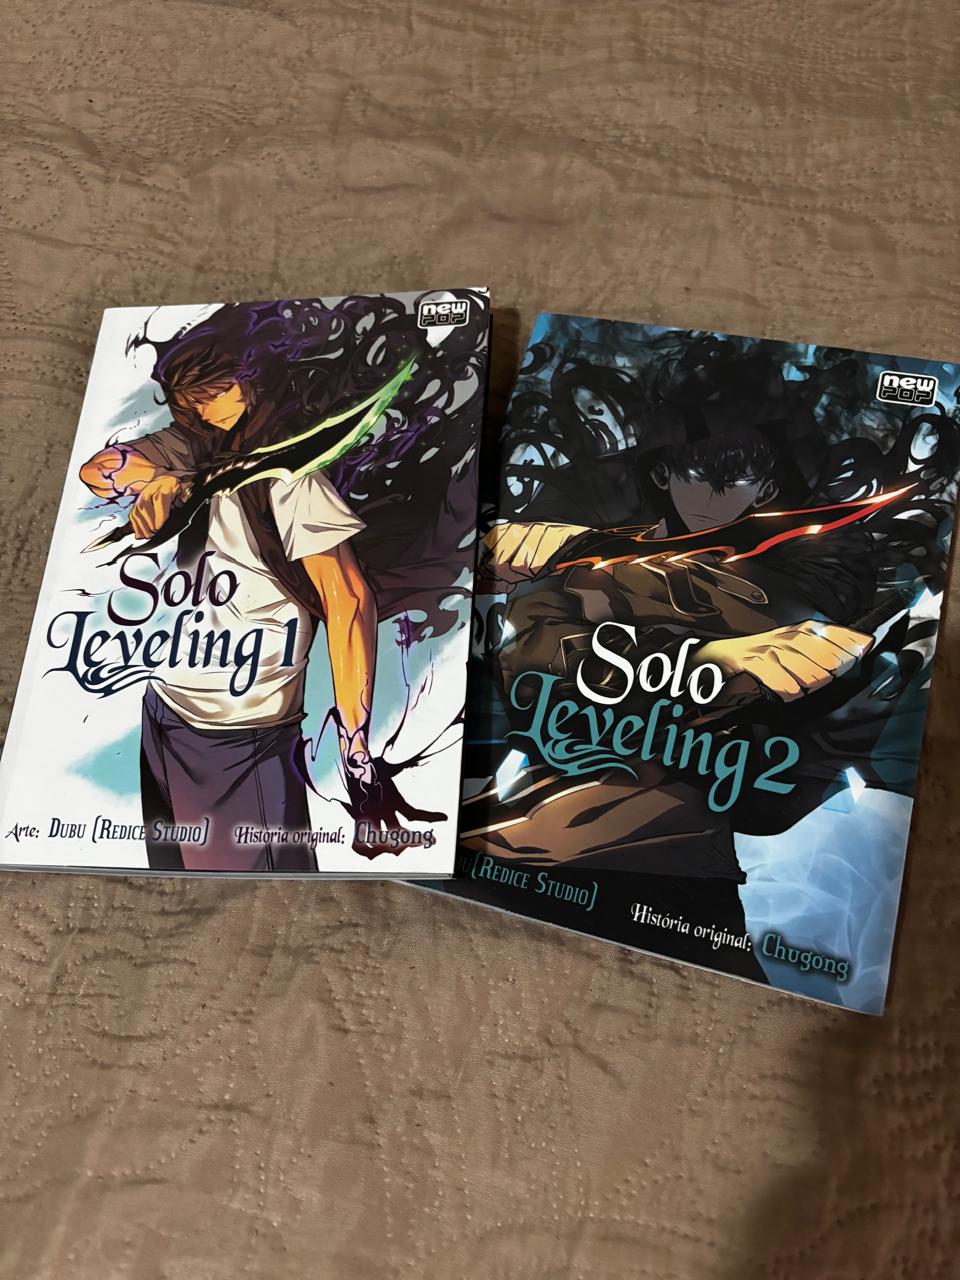 new
POP
Solo
Leveling 1
Arte: Dubu (Redice Studio) História original: Chugong
new
POP
Solo
Leveling 2
(Redice Studio)
História original: Chugong